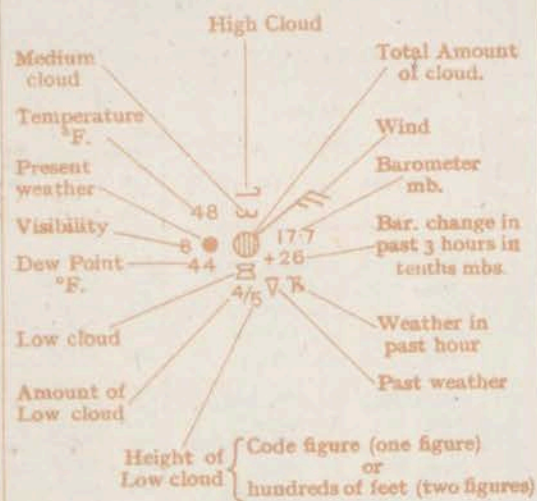 High Cloud
Medium
cloud
Total Amount
of cloud.
Temperature
°F.
Wind
Present
weather
Barometer
mb.
48
Visibility
8
17·7
Bar. change in
past 3 hours in
tenths mbs.
+26
Dew Point
°F.
44
4/5
Low cloud
Weather in
past hour
Amount of
Low cloud
Past weather
Height of
Low cloud
Code figure (one figure)
or
hundreds of feet (two figures)